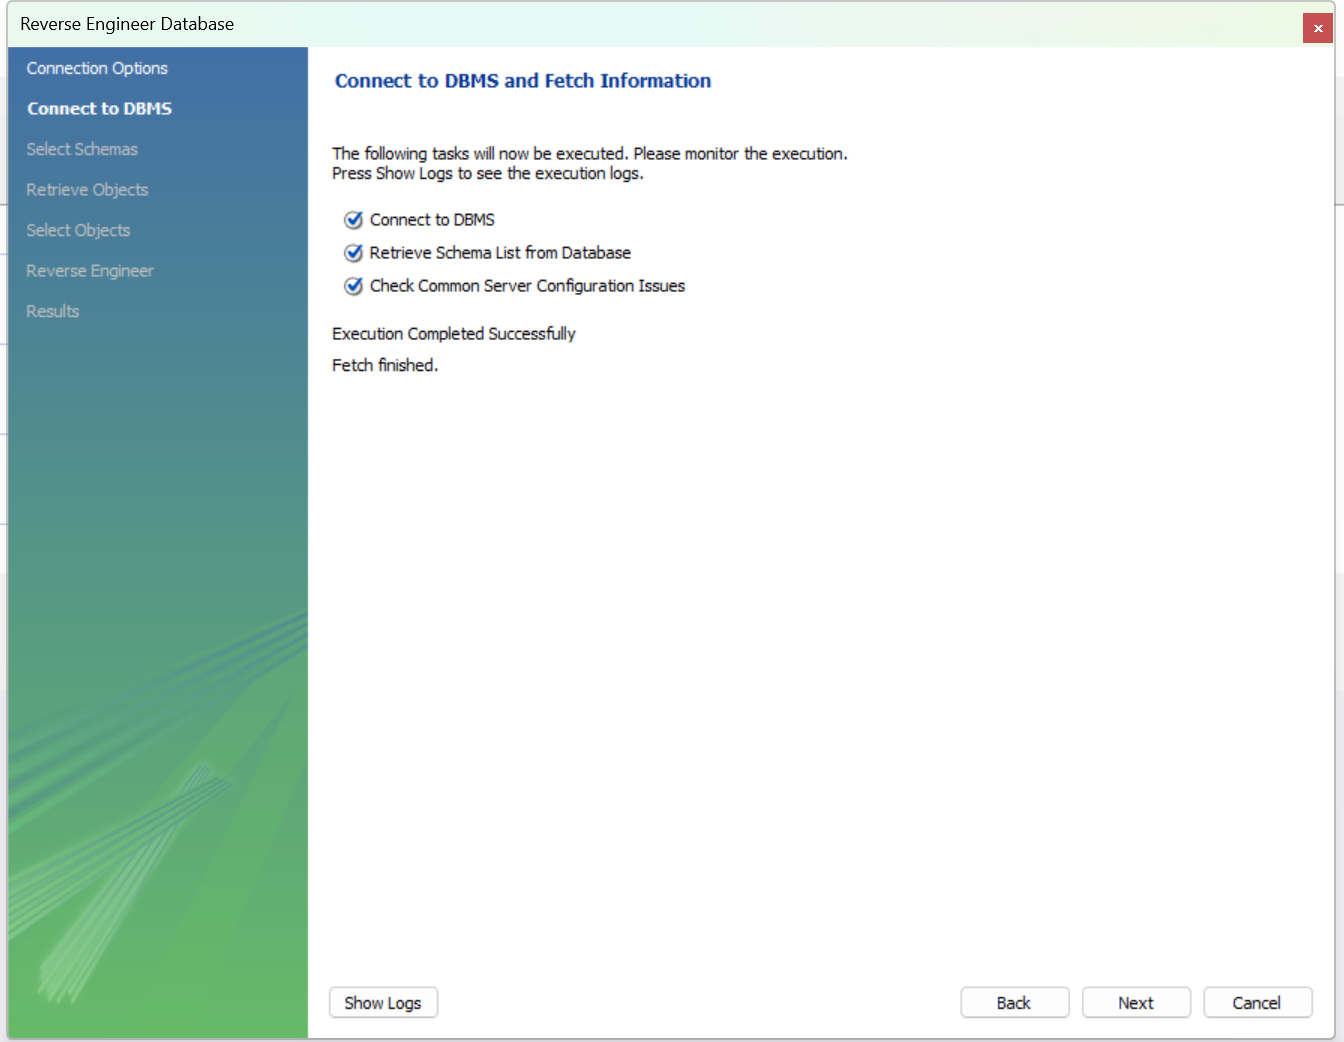 Reverse Engineer Database
Connection Options
Connect to DBMS
Select Schemas
Retrieve Objects
Select Objects
Reverse Engineer
Results
Connect to DBMS and Fetch Information
The following tasks will now be executed. Please monitor the execution.
Press Show Logs to see the execution logs.
Connect to DBMS
Retrieve Schema List from Database
Check Common Server Configuration Issues
Execution Completed Successfully
Fetch finished.
Show Logs
Back
Next
Cancel